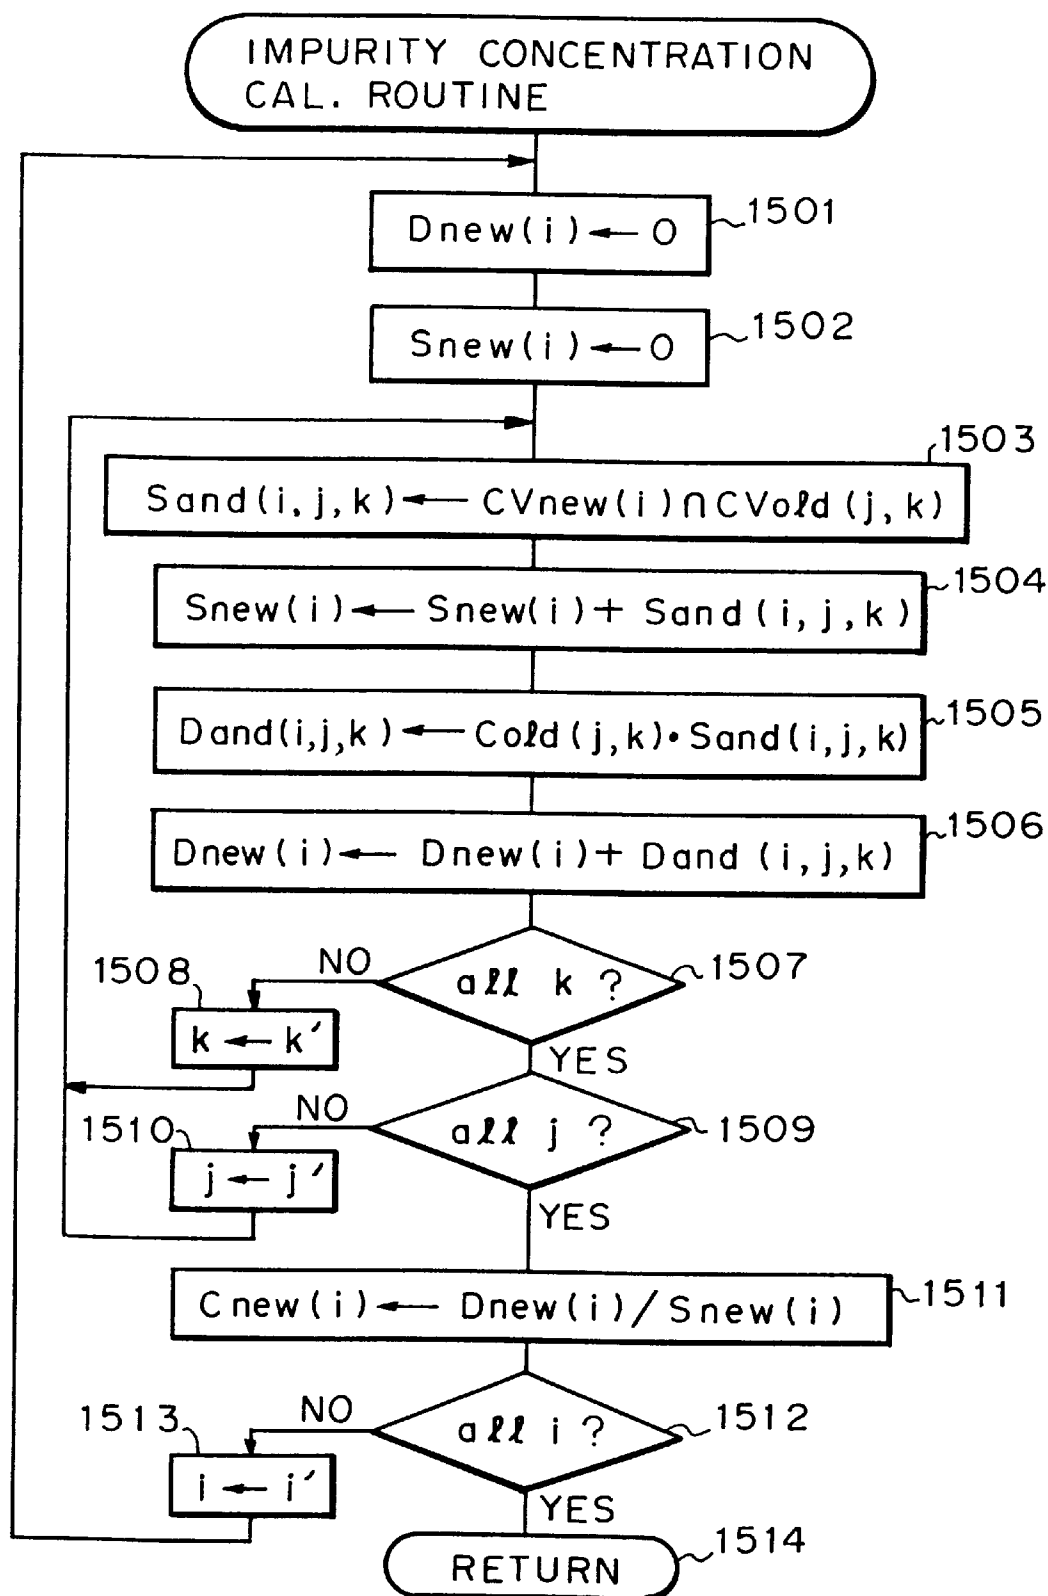 IMPURITY CONCENTRATION
CAL. ROUTINE
Dnew(i)←0
1501
Snew(i)←0
1502
1503
Sand(i,j,k)← CVnew(i)∩CVold(j,k)
1504
Snew(i)← Snew(i)+ Sand(i,j,k)
1505
Dand(i,j,k)← Cold(j,k)•Sand(i,j,k)
1506
Dnew(i)← Dnew(i)+ Dand(i,j,k)
1507
all k ?
NO
1508
k ← k′
YES
all j ?
1509
NO
1510
j ← j′
YES
Cnew(i)← Dnew(i)/Snew(i)
1511
all i ?
1512
NO
1513
i ← i′
YES
RETURN
1514